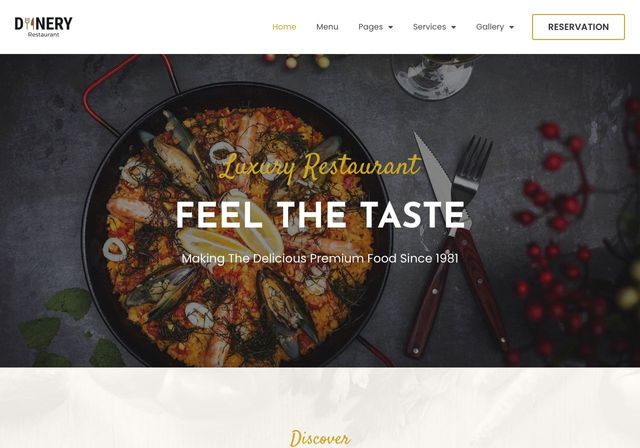 DINERY
Restaurant
Home Menu Pages Services Gallery RESERVATION
Luxury Restaurant
FEEL THE TASTE
Making The Delicious Premium Food Since 1981
Discover